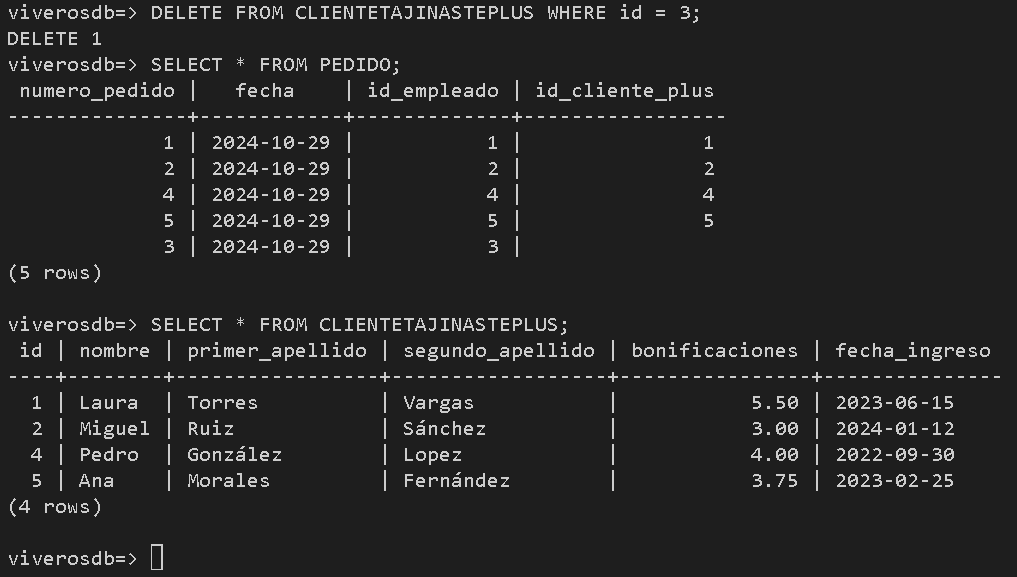 viverosdb=> DELETE FROM CLIENTETAJINASTEPLUS WHERE id = 3;
DELETE 1
viverosdb=> SELECT * FROM PEDIDO;
 numero_pedido |   fecha    | id_empleado | id_cliente_plus
---------------+------------+-------------+-----------------
             1 | 2024-10-29 |           1 |               1
             2 | 2024-10-29 |           2 |               2
             4 | 2024-10-29 |           4 |               4
             5 | 2024-10-29 |           5 |               5
             3 | 2024-10-29 |           3 |
(5 rows)

viverosdb=> SELECT * FROM CLIENTETAJINASTEPLUS;
 id | nombre | primer_apellido | segundo_apellido | bonificaciones | fecha_ingreso
----+--------+-----------------+------------------+----------------+---------------
  1 | Laura  | Torres          | Vargas           |           5.50 | 2023-06-15
  2 | Miguel | Ruiz            | Sánchez          |           3.00 | 2024-01-12
  4 | Pedro  | González        | Lopez            |           4.00 | 2022-09-30
  5 | Ana    | Morales         | Fernández        |           3.75 | 2023-02-25
(4 rows)

viverosdb=>